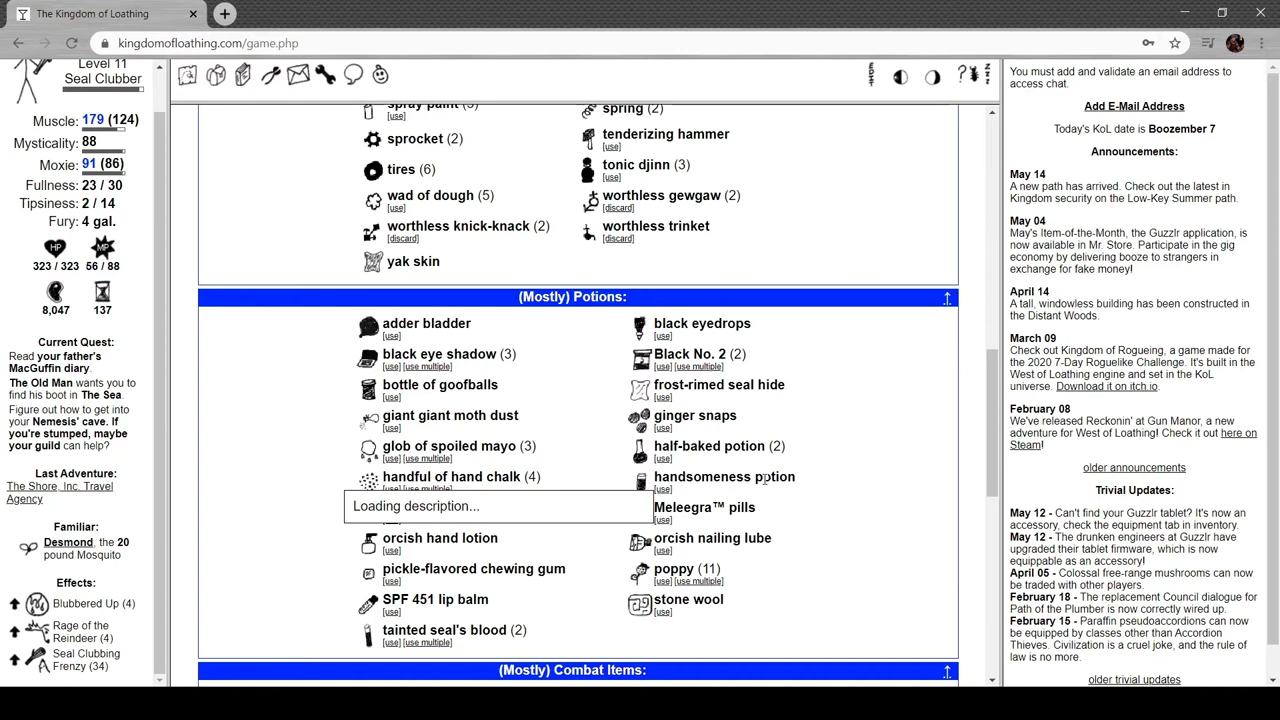 The Kingdom of Loathing
kingdomofloathing.com/game.php
Level 11
Seal Clubber
Muscle: 179 (124)
Mysticality: 88
Moxie: 91 (86)
Fullness: 23 / 30
Tipsiness: 2 / 14
Fury: 4 gal.
HP
MP
323 / 323
56 / 88
8,047
137
Current Quest:
Read your father's
MacGuffin diary.
The Old Man wants you to
find his boot in The Sea.
Figure out how to get into
your Nemesis' cave. If
you're stumped, maybe
your guild can help?
Last Adventure:
The Shore, Inc. Travel
Agency
Familiar:
Desmond, the 20
pound Mosquito
Effects:
Blubbered Up (4)
Rage of the
Reindeer (4)
Seal Clubbing
Frenzy (34)
spray paint (5)
[use]
spring (2)
sprocket (2)
tenderizing hammer
[use]
tires (6)
tonic djinn (3)
[use]
wad of dough (5)
[use]
worthless gewgaw (2)
[discard]
worthless knick-knack (2)
[discard]
worthless trinket
[discard]
yak skin
(Mostly) Potions:
adder bladder
[use]
black eyedrops
[use]
black eye shadow (3)
[use] [use multiple]
Black No. 2 (2)
[use] [use multiple]
bottle of goofballs
[use]
frost-rimed seal hide
[use]
giant giant moth dust
[use]
ginger snaps
[use]
glob of spoiled mayo (3)
[use] [use multiple]
half-baked potion (2)
[use] [use multiple]
handful of hand chalk (4)
[use] [use multiple]
handsomeness potion
[use]
Loading description...
Meleegra™ pills
[use]
orcish hand lotion
[use]
orcish nailing lube
[use]
pickle-flavored chewing gum
[use]
poppy (11)
[use] [use multiple]
SPF 451 lip balm
[use]
stone wool
[use]
tainted seal's blood (2)
[use] [use multiple]
(Mostly) Combat Items:
You must add and validate an email address to
access chat.
Add E-Mail Address
Today's KoL date is Boozember 7
Announcements:
May 14
A new path has arrived. Check out the latest in
Kingdom security on the Low-Key Summer path.
May 04
May's Item-of-the-Month, the Guzzlr application, is
now available in Mr. Store. Participate in the gig
economy by delivering booze to strangers in
exchange for fake money!
April 14
A tall, windowless building has been constructed in
the Distant Woods.
March 09
Check out Kingdom of Rogueing, a game made for
the 2020 7-Day Roguelike Challenge. It's built in the
West of Loathing engine and set in the KoL
universe. Download it on itch.io.
February 08
We've released Reckonin' at Gun Manor, a new
adventure for West of Loathing! Check it out here on
Steam!
older announcements
Trivial Updates:
May 12 - Can't find your Guzzlr tablet? It's now an
accessory, check the equipment tab in inventory.
May 12 - The drunken engineers at Guzzlr have
upgraded their tablet firmware, which is now
equippable as an accessory!
April 05 - Colossal free-range mushrooms can now
be traded with other players.
February 18 - The replacement Council dialogue for
Path of the Plumber is now correctly wired up.
February 15 - Paraffin pseudoaccordions can now
be equipped by classes other than Accordion
Thieves. Civilization is a cruel joke, and the rule of
law is no more.
older trivial updates